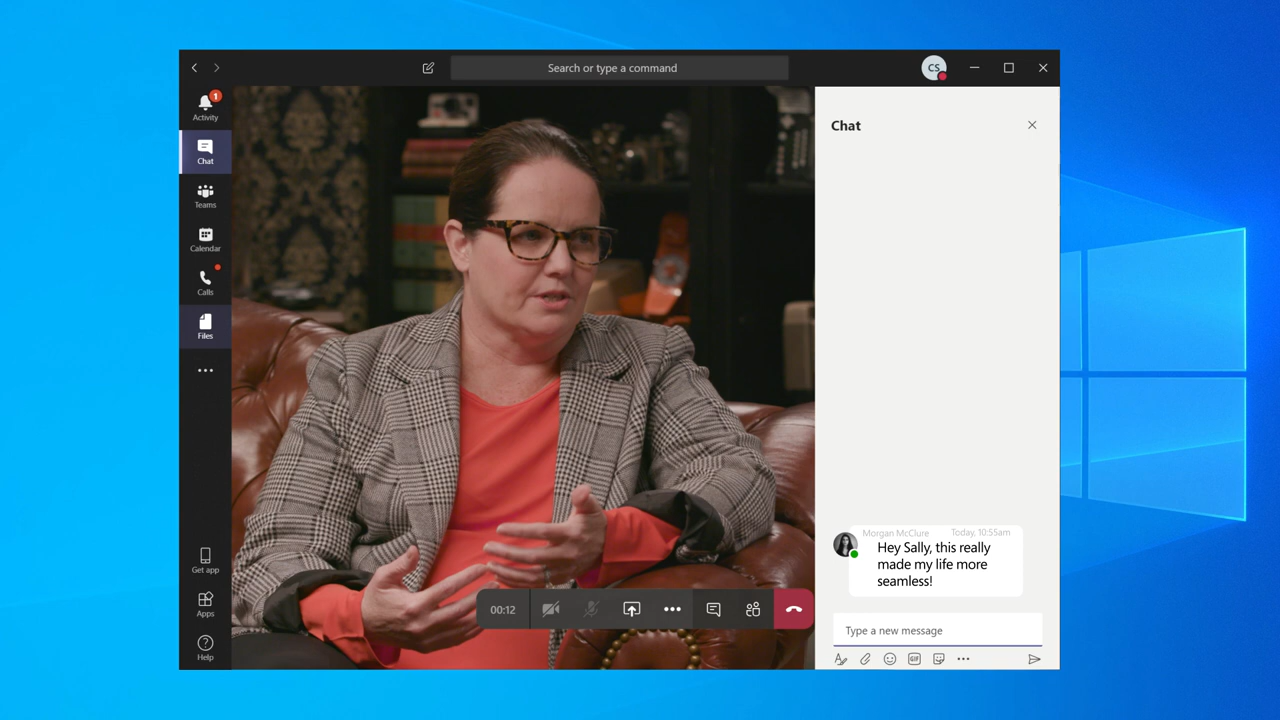 Search or type a command
CS
1
Activity
Chat
Teams
Calendar
Calls
Files
Get app
Apps
Help
00:12
Chat
Morgan McClure Today, 10:55am
Hey Sally, this really
made my life more
seamless!
Type a new message
GIF